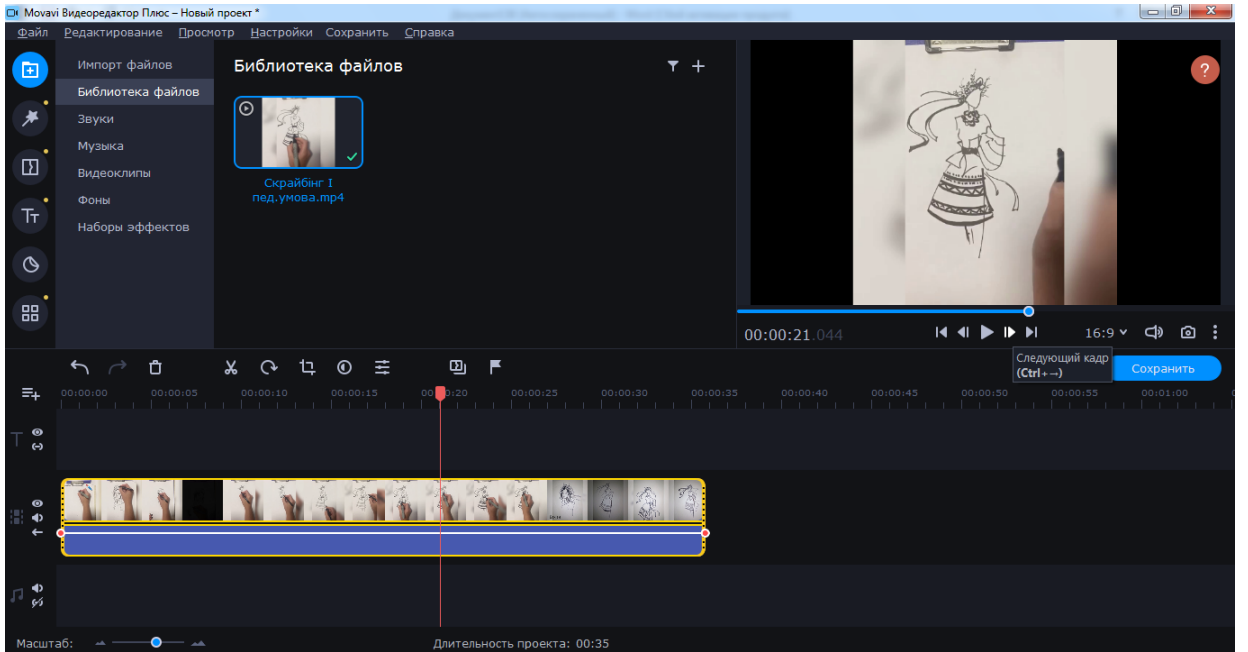 Movavi Видеоредактор Плюс – Новый проект *
Файл Редактирование Просмотр Настройки Сохранить Справка
Импорт файлов
Библиотека файлов
Звуки
Музыка
Видеоклипы
Фоны
Наборы эффектов
Библиотека файлов
Скрайбінг І
пед.умова.mp4
?
00:00:21.044
16:9
Следующий кадр
(Ctrl+→)
Сохранить
00:00:00 00:00:05 00:00:10 00:00:15 00:00:20 00:00:25 00:00:30 00:00:35 00:00:40 00:00:45 00:00:50 00:00:55 00:01:00
Масштаб:
Длительность проекта: 00:35